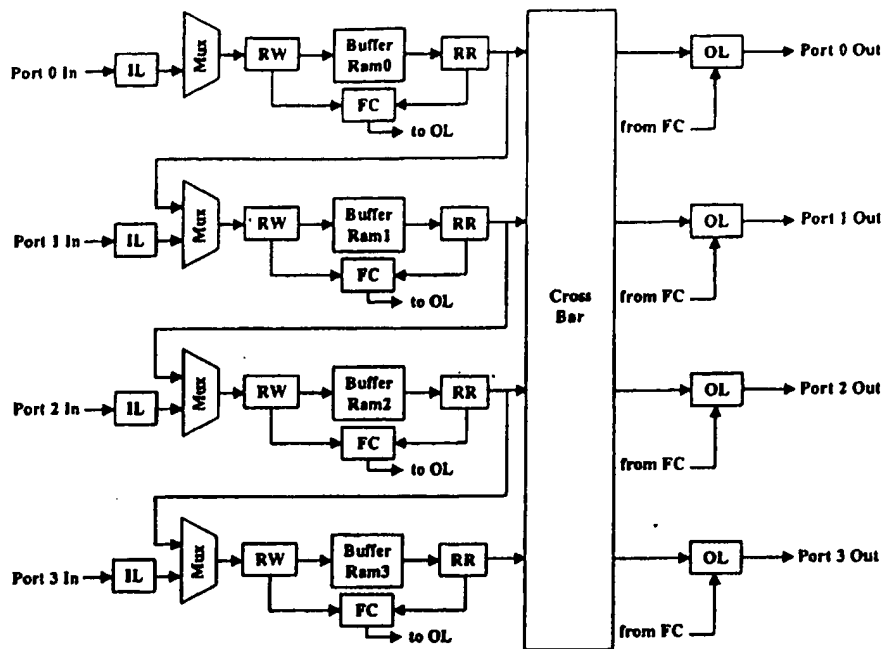 Port 0 In
IL
Mux
RW
Buffer
Ram0
RR
FC
to OL
OL
Port 0 Out
from FC
Port 1 In
IL
Mux
RW
Buffer
Ram1
RR
FC
to OL
OL
Port 1 Out
from FC
Cross
Bar
Port 2 In
IL
Mux
RW
Buffer
Ram2
RR
FC
to OL
OL
Port 2 Out
from FC
Port 3 In
IL
Mux
RW
Buffer
Ram3
RR
FC
to OL
OL
Port 3 Out
from FC